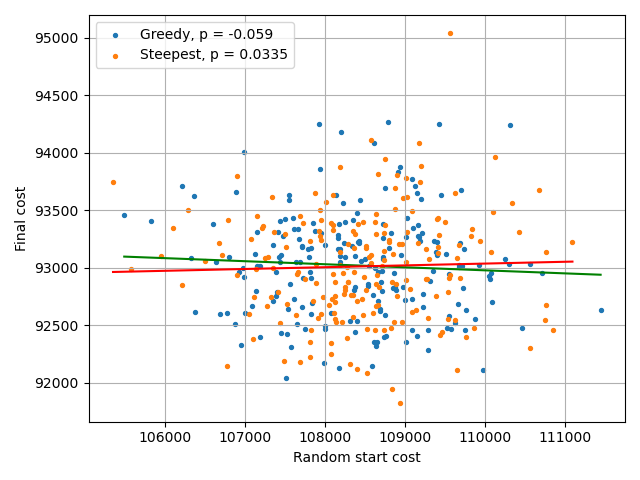 Greedy, p = -0.059
Steepest, p = 0.0335
95000
94500
94000
93500
93000
92500
92000
Final cost
106000 107000 108000 109000 110000 111000
Random start cost